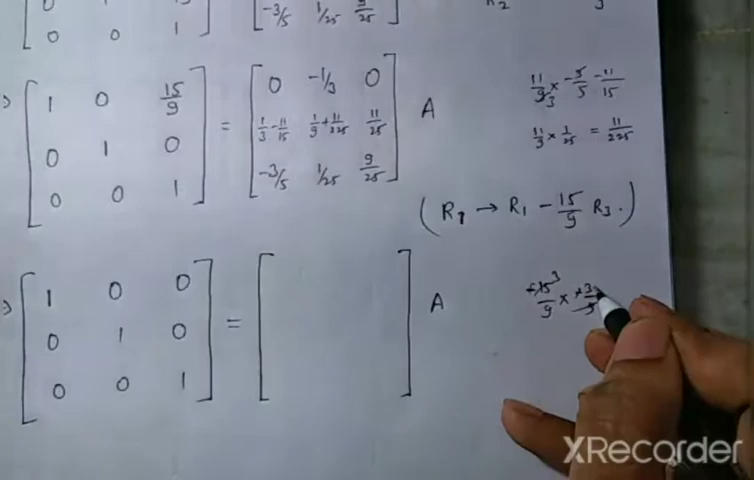 0 0 1 ] -3/5 1/25 9/25 ]
[ 1 0 15/9 = [ 0 -1/3 0 ] A 11/9 × -3/5 -11/15
0 1 0 1/3-11/15 1/9+11/225 11/25 11/3 × 1/25 = 11/225
0 0 1 ] -3/5 1/25 9/25 ]
(R₁ → R₁ - 15/9 R₃.)
[ 1 0 0 ] = [ ] A +15³/9 × +3
0 1 0
0 0 1
XRecorder